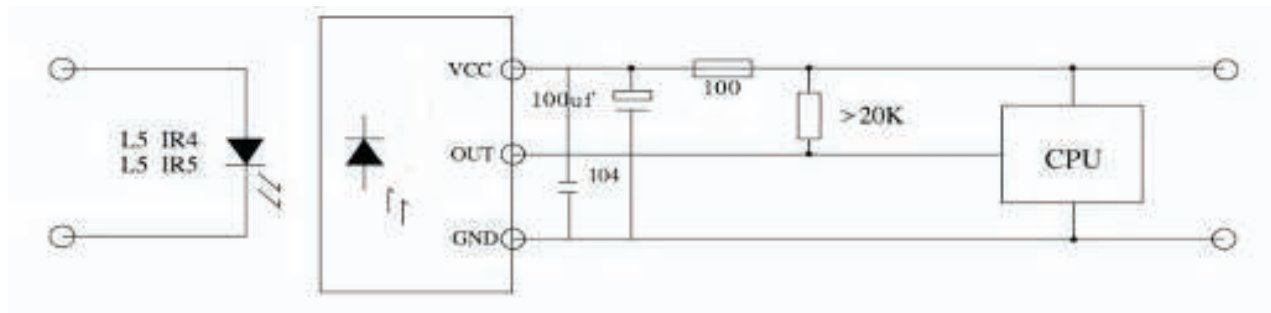 VCC
100uf
100
>20K
L5 IR4
L5 IR5
OUT
104
CPU
GND